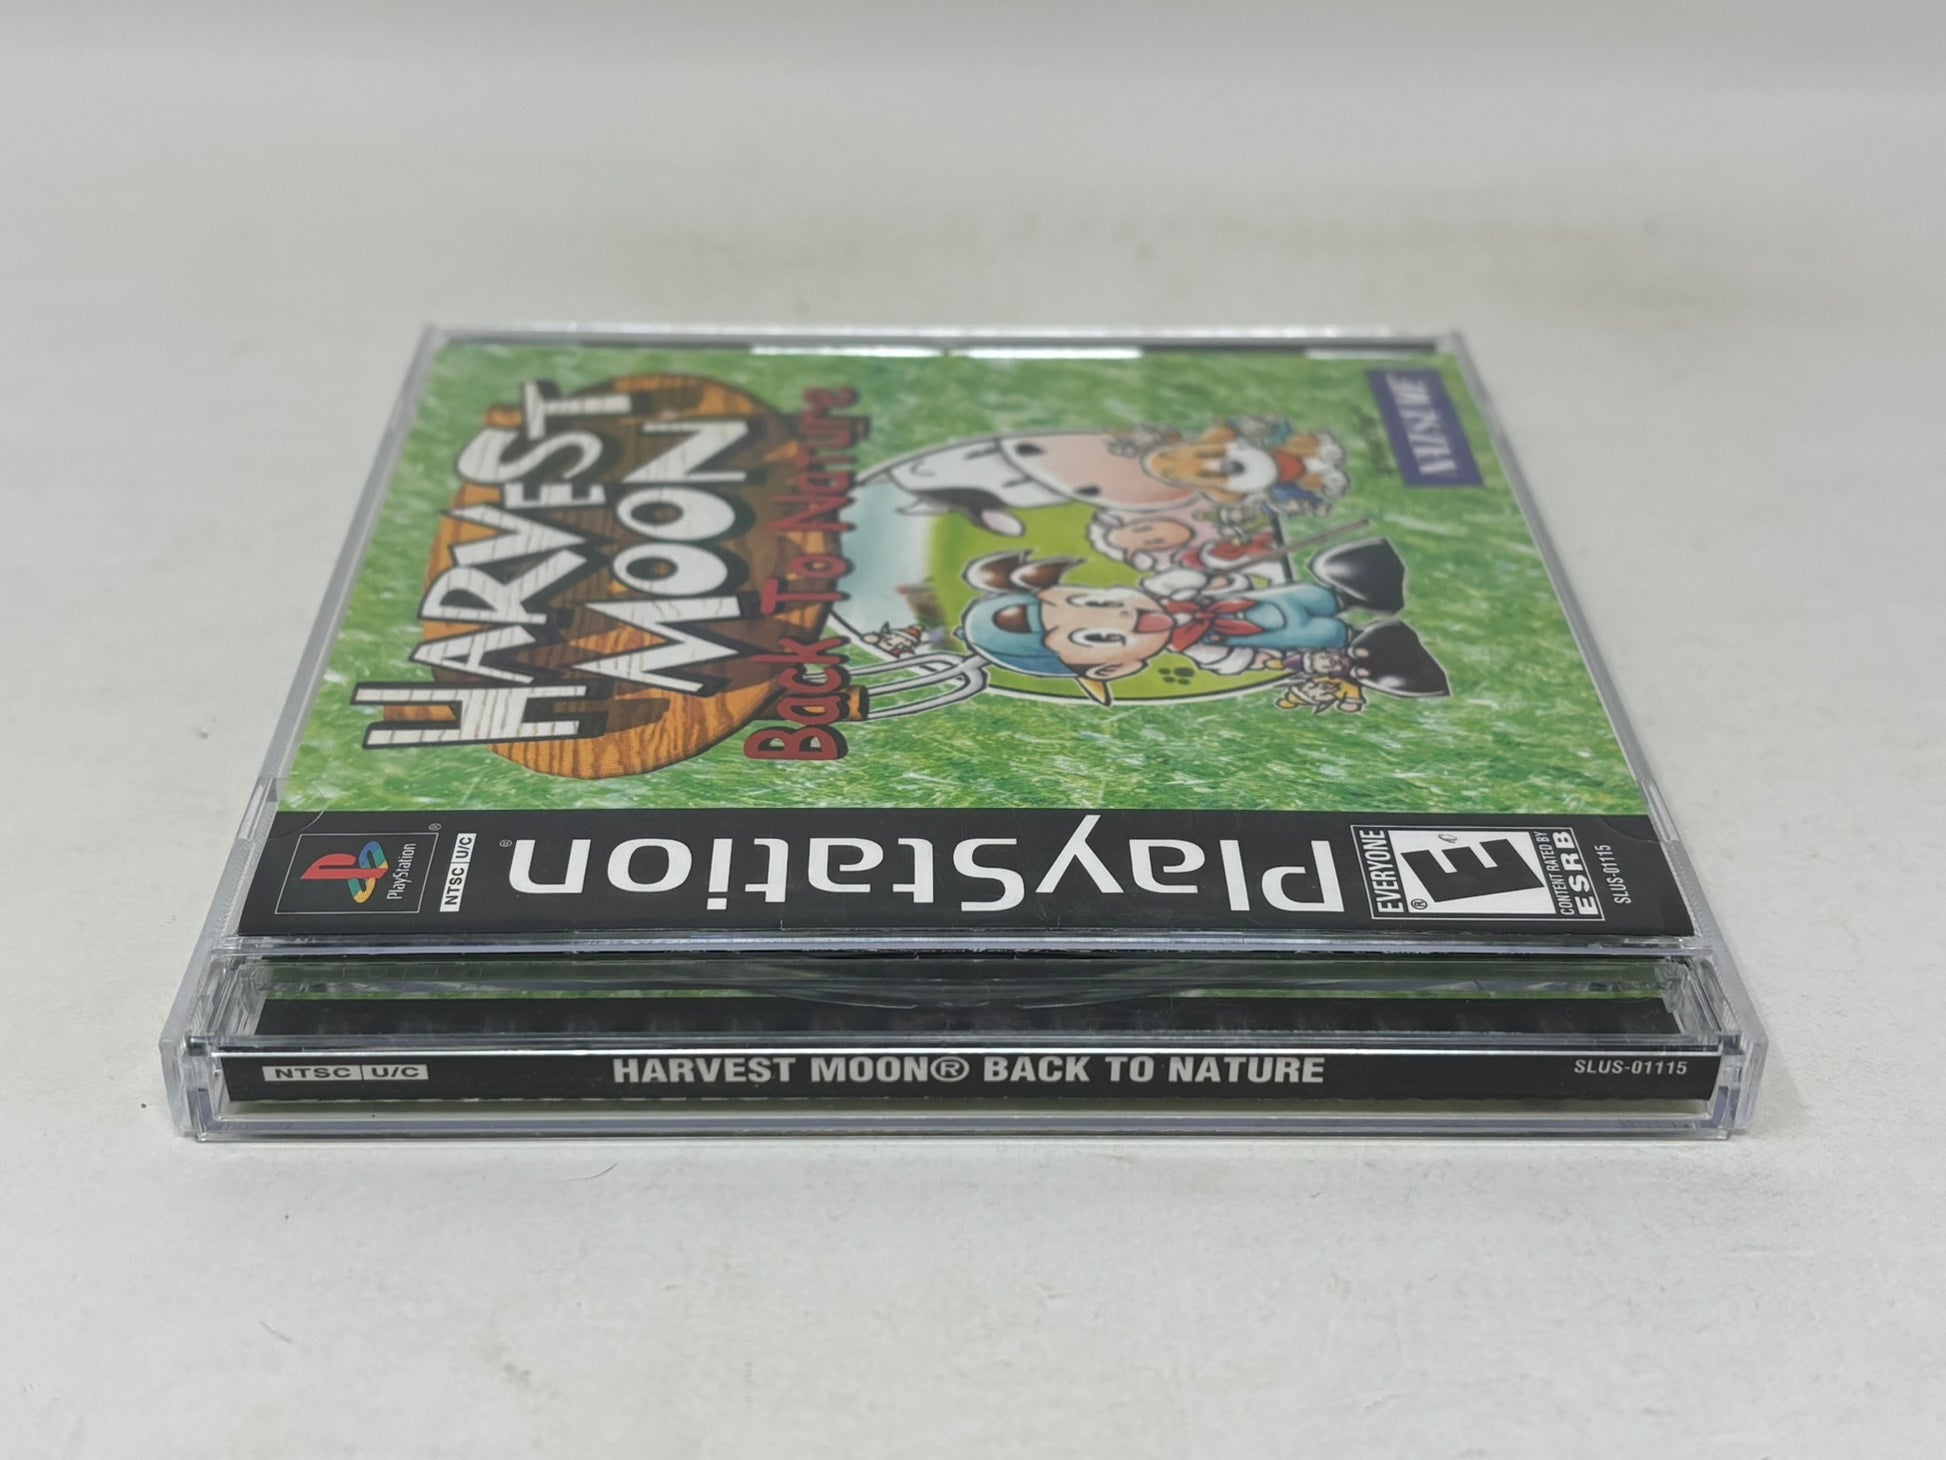 HARVEST
MOON
Back To Nature
NATSUME
PlayStation
®
NTSC U/C
PlayStation®
EVERYONE
E
®
CONTENT RATED BY
ESRB
SLUS-01115
NTSC U/C
HARVEST MOON® BACK TO NATURE
SLUS-01115